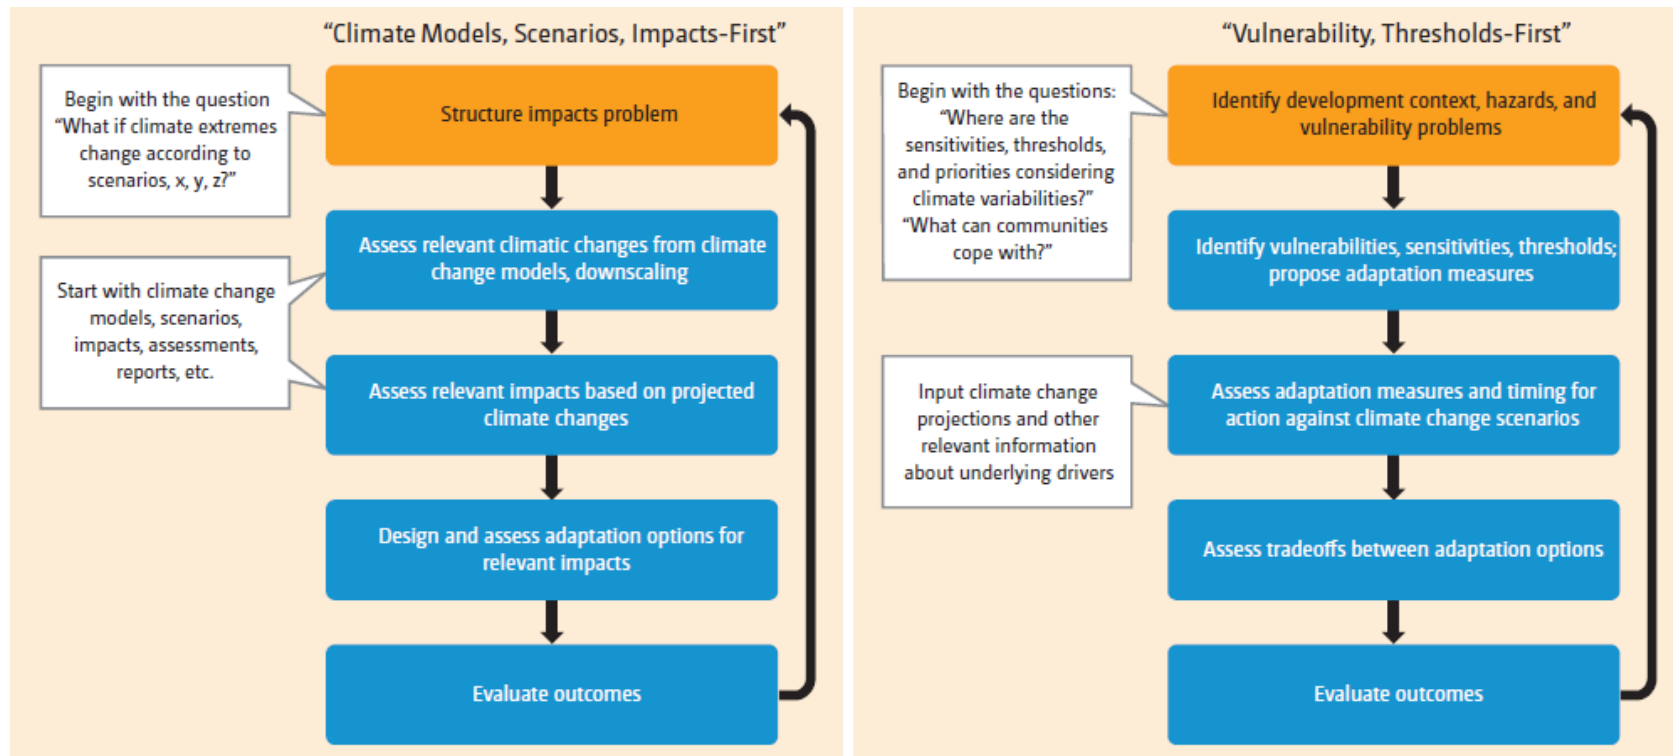 “Climate Models, Scenarios, Impacts-First”
Begin with the question
“What if climate extremes
change according to
scenarios, x, y, z?”
Structure impacts problem
Assess relevant climatic changes from climate
change models, downscaling
Start with climate change
models, scenarios,
impacts, assessments,
reports, etc.
Assess relevant impacts based on projected
climate changes
Design and assess adaptation options for
relevant impacts
Evaluate outcomes
“Vulnerability, Thresholds-First”
Begin with the questions:
“Where are the
sensitivities, thresholds,
and priorities considering
climate variabilities?”
“What can communities
cope with?”
Identify development context, hazards, and
vulnerability problems
Identify vulnerabilities, sensitivities, thresholds;
propose adaptation measures
Input climate change
projections and other
relevant information
about underlying drivers
Assess adaptation measures and timing for
action against climate change scenarios
Assess tradeoffs between adaptation options
Evaluate outcomes